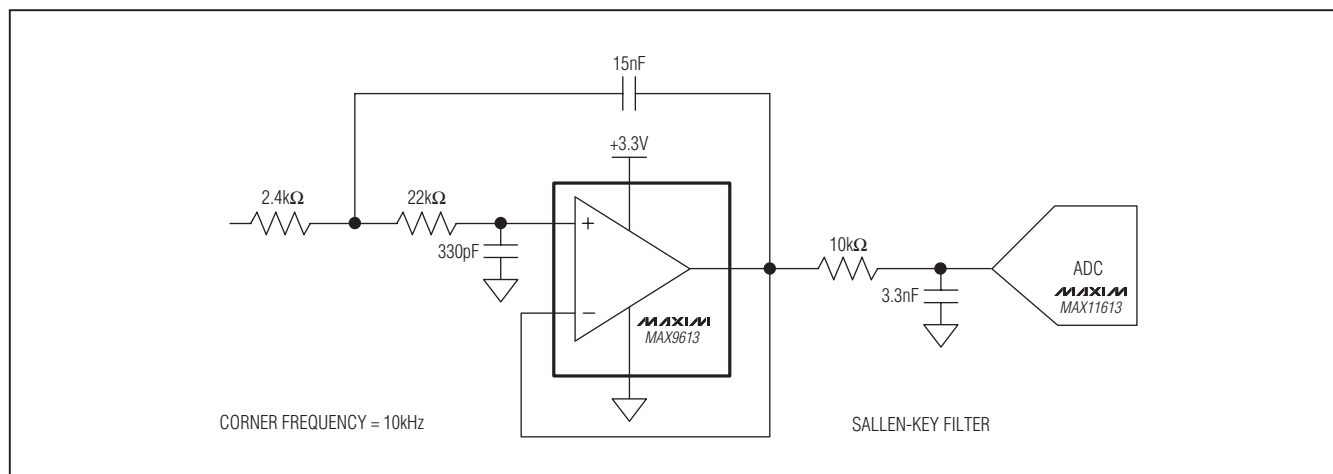 15nF
+3.3V
2.4kΩ
22kΩ
+
330pF
10kΩ
ADC
MAXIM
MAX11613
3.3nF
−
MAXIM
MAX9613
CORNER FREQUENCY = 10kHz
SALLEN-KEY FILTER